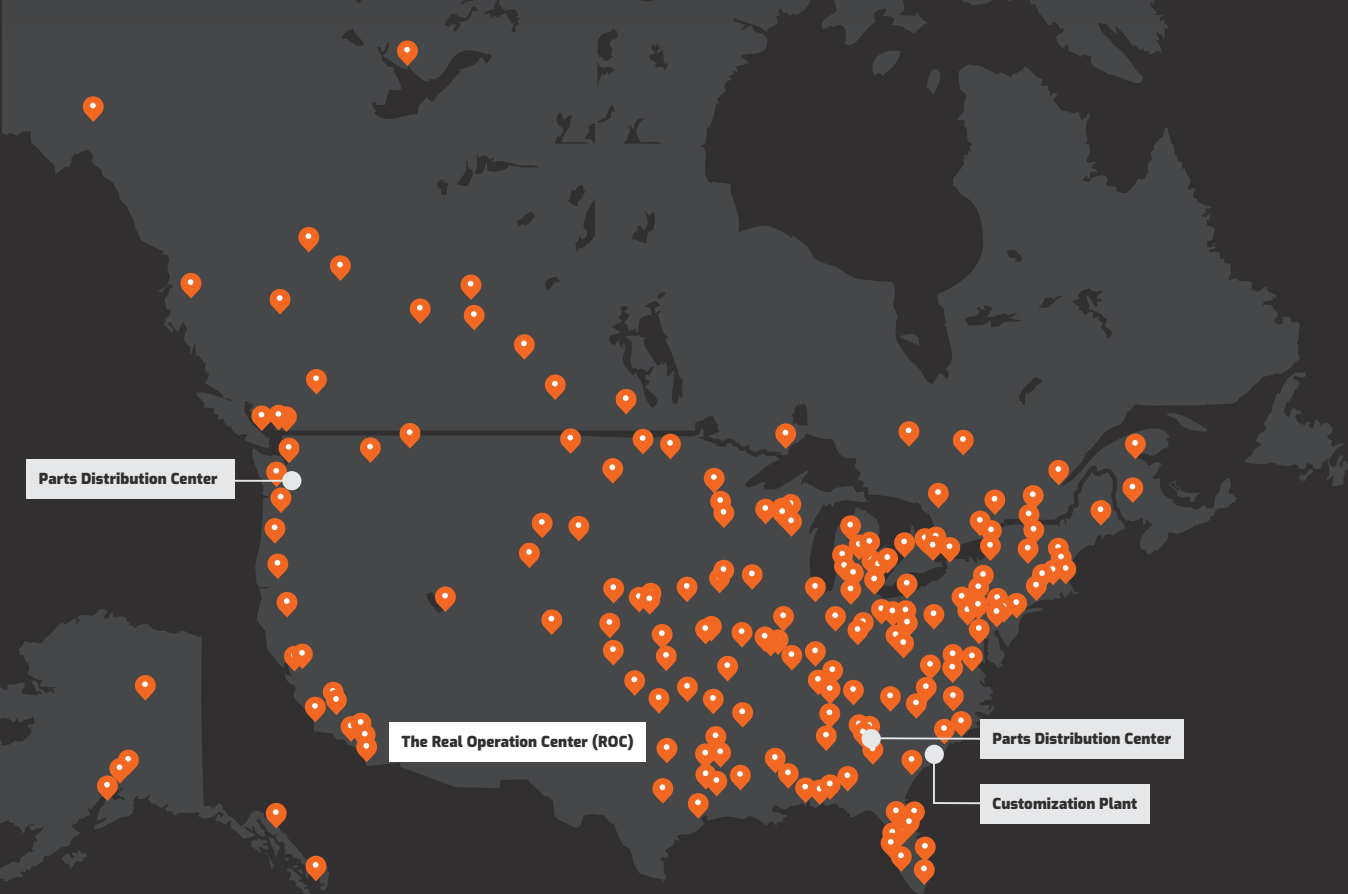 Parts Distribution Center
The Real Operation Center (ROC)
Parts Distribution Center
Customization Plant